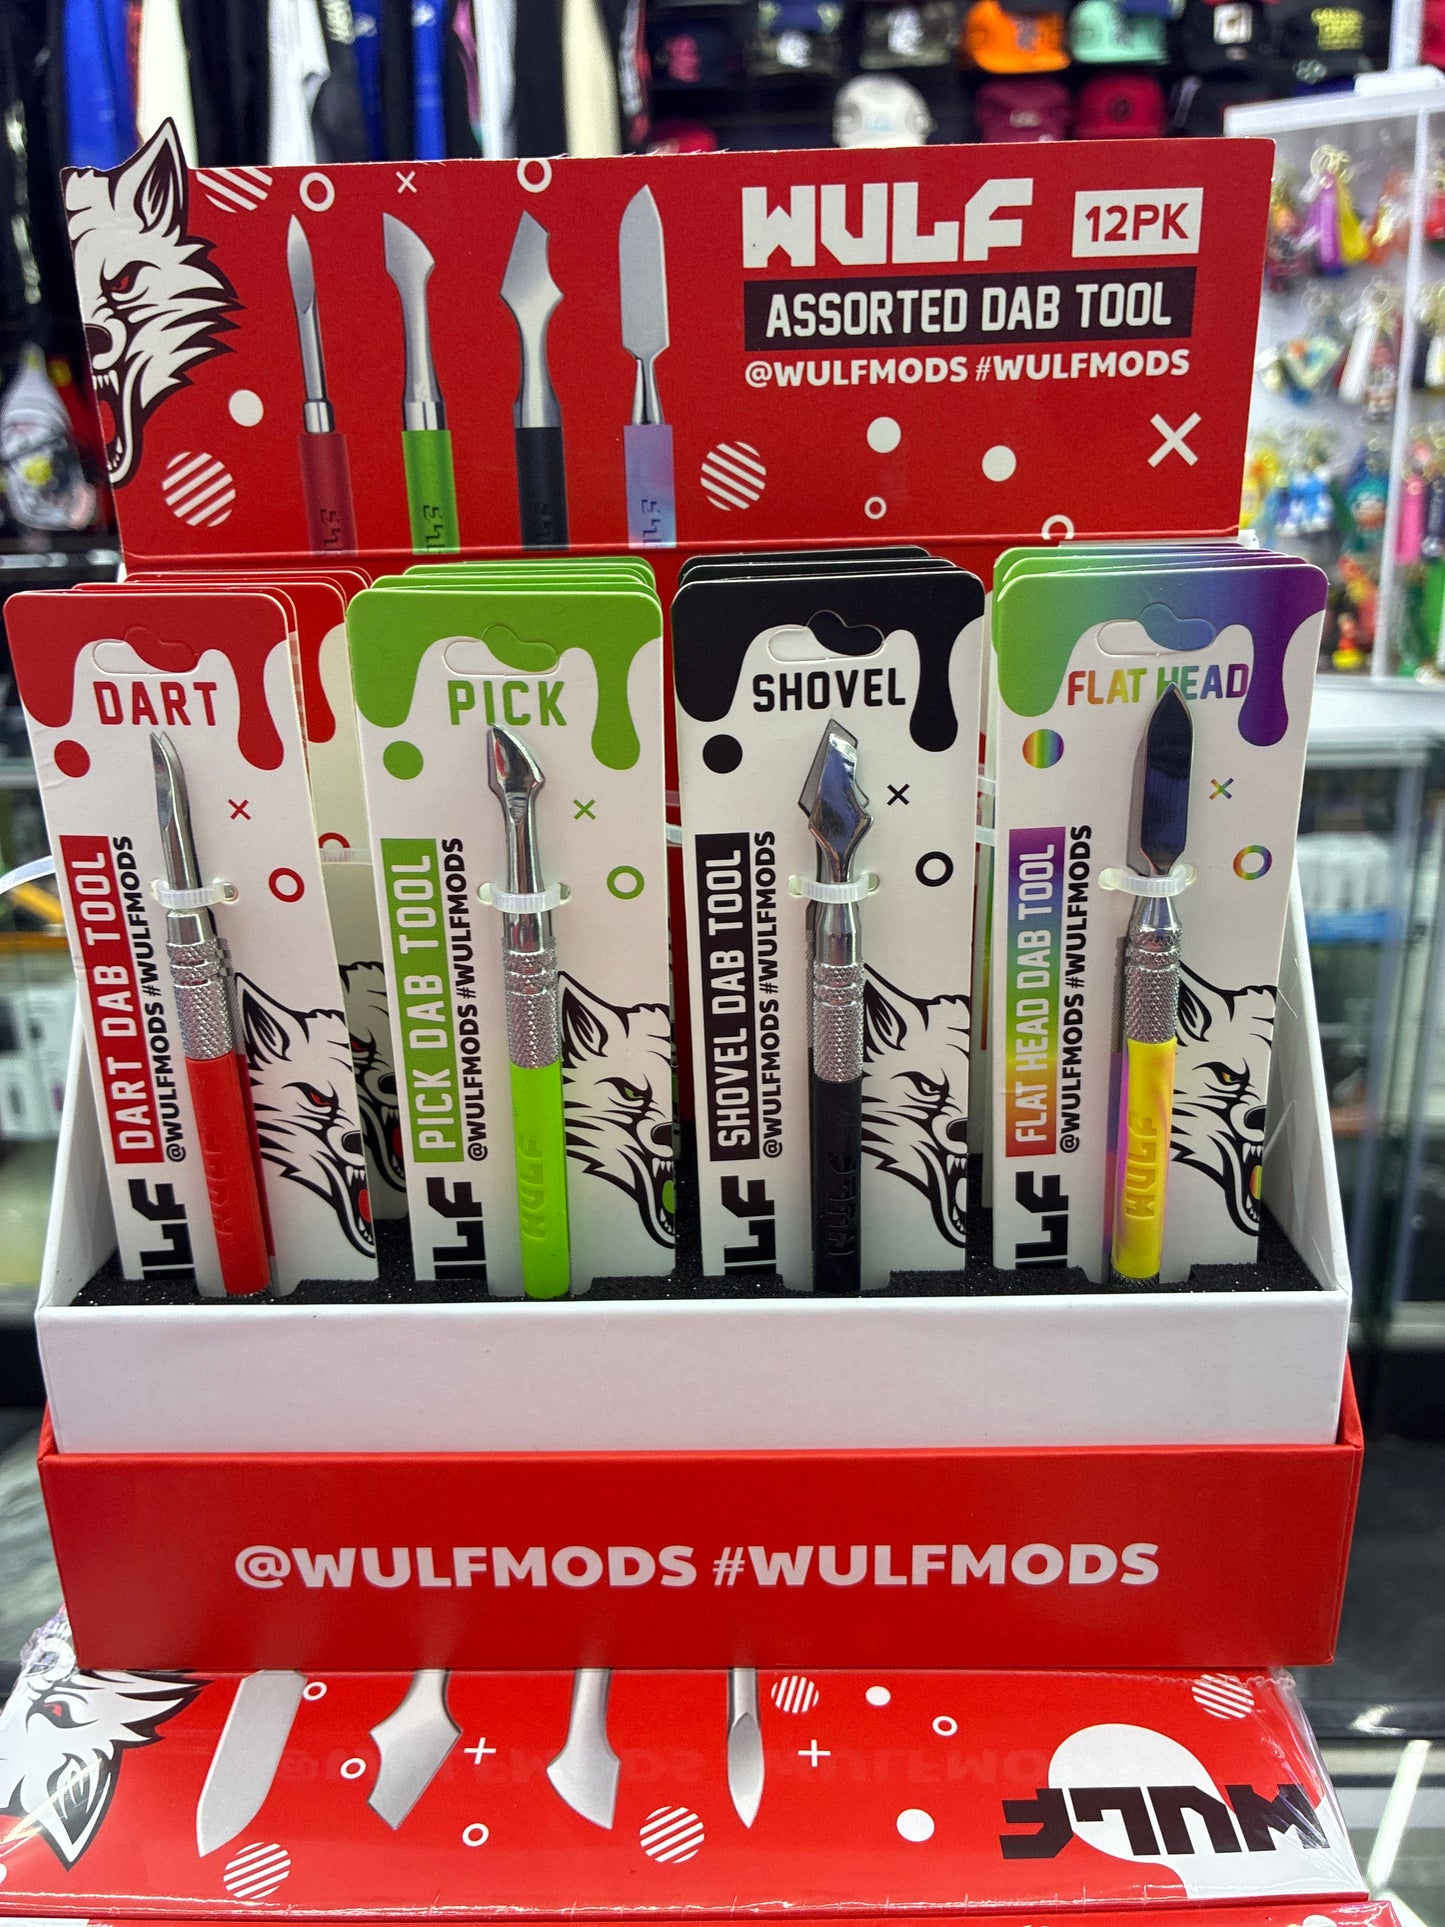 WULF 12PK
ASSORTED DAB TOOL
@WULFMODS #WULFMODS
DART
PICK
SHOVEL
FLAT HEAD
DART DAB TOOL
@WULFMODS #WULFMODS
PICK DAB TOOL
@WULFMODS #WULFMODS
SHOVEL DAB TOOL
@WULFMODS #WULFMODS
FLAT HEAD DAB TOOL
@WULFMODS #WULFMODS
WULF
WULF
WULF
WULF
@WULFMODS #WULFMODS
WULF